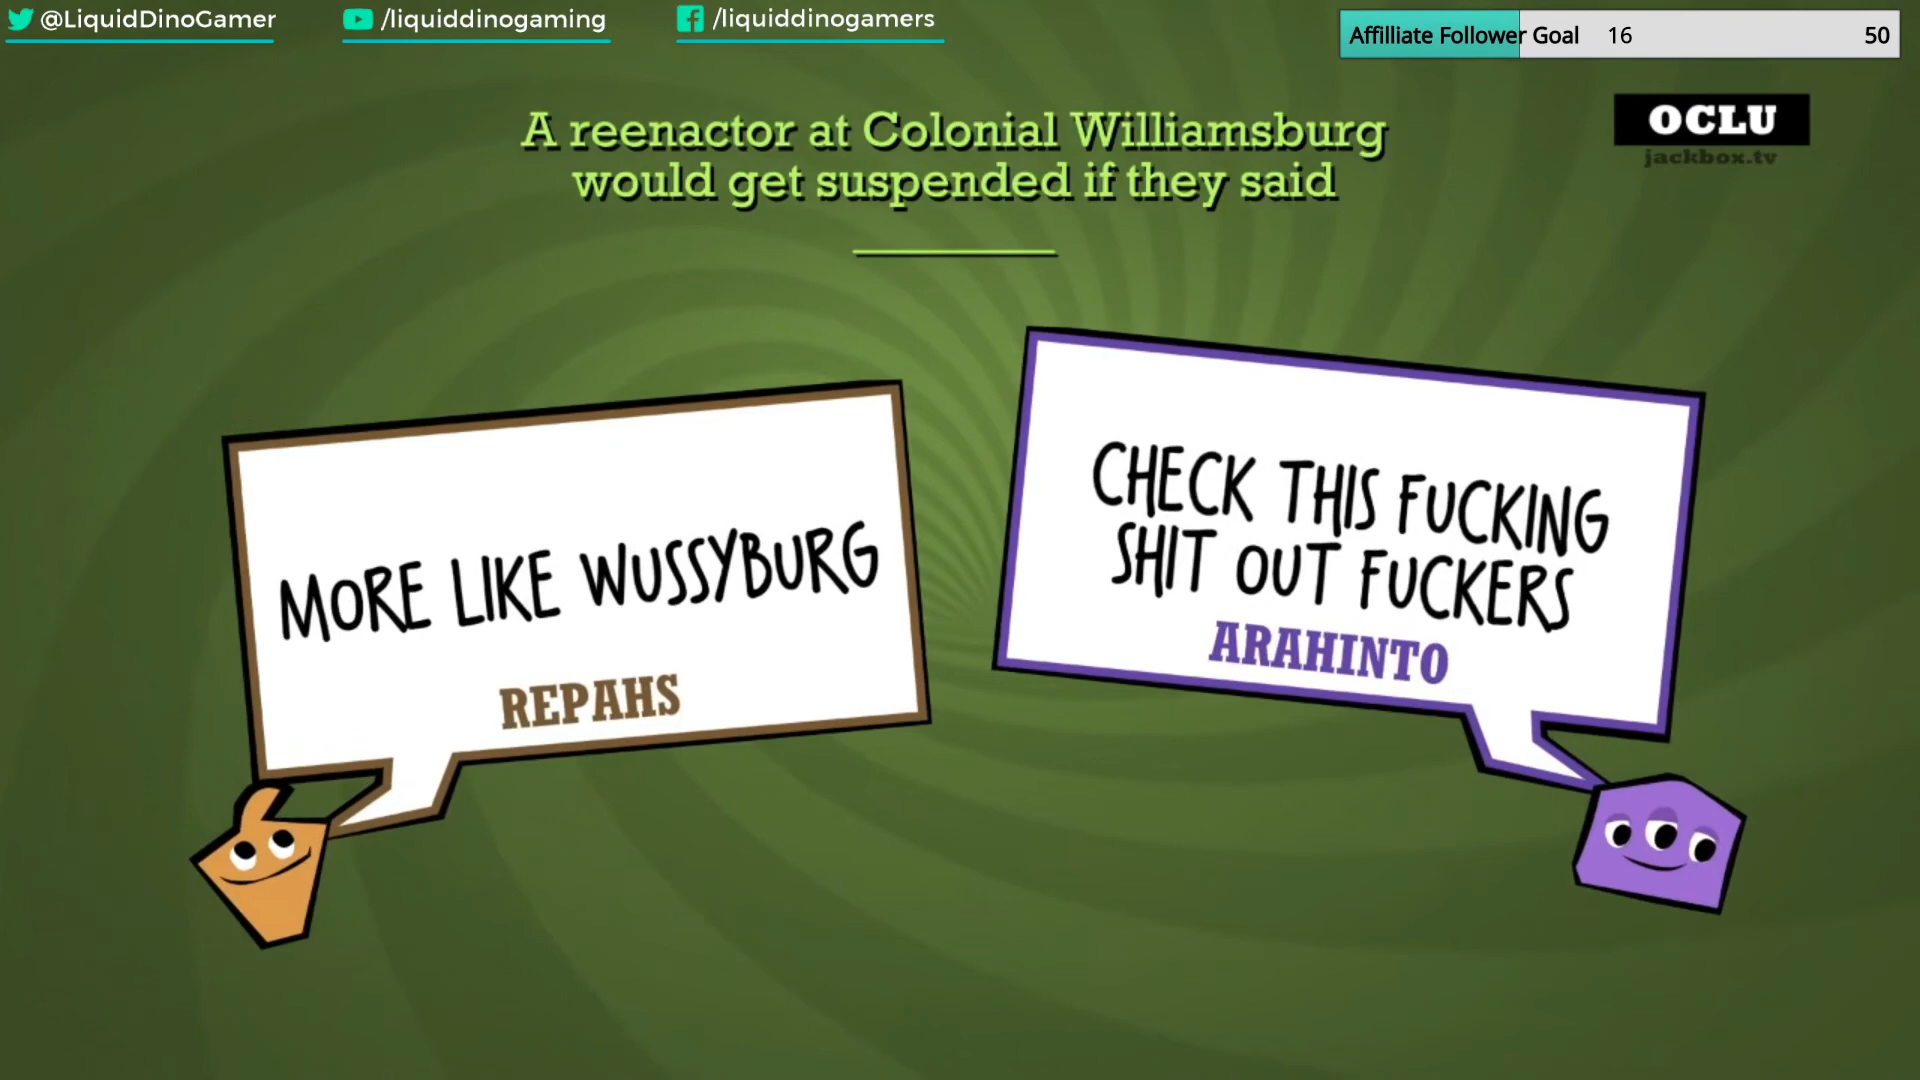 @LiquidDinoGamer
/liquiddinogaming
/liquiddinogamers
Affilliate Follower Goal 16 50
OCLU
jackbox.tv
A reenactor at Colonial Williamsburg
would get suspended if they said
MORE LIKE WUSSYBURG
REPAHS
CHECK THIS FUCKING
SHIT OUT FUCKERS
ARAHINTO